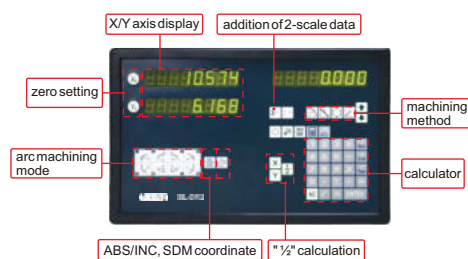 X/Y axis display
addition of 2-scale data
10.574
0.000
zero setting
6.168
machining
method
arc machining
mode
X
Y
calculator
ABS/INC, SDM coordinate
" ½" calculation